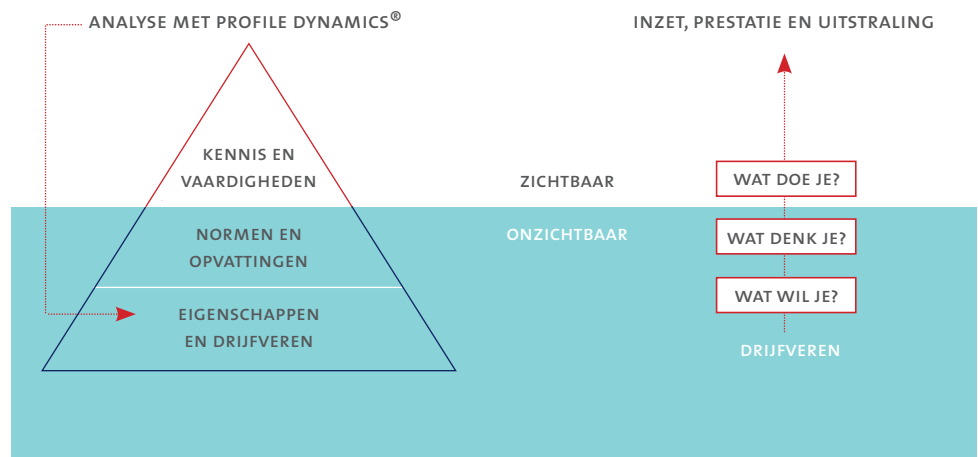 ANALYSE MET PROFILE DYNAMICS®
INZET, PRESTATIE EN UITSTRALING
KENNIS EN
VAARDIGHEDEN
ZICHTBAAR
WAT DOE JE?
NORMEN EN
OPVATTINGEN
ONZICHTBAAR
WAT DENK JE?
EIGENSCHAPPEN
EN DRIJFVEREN
WAT WIL JE?
DRIJFVEREN